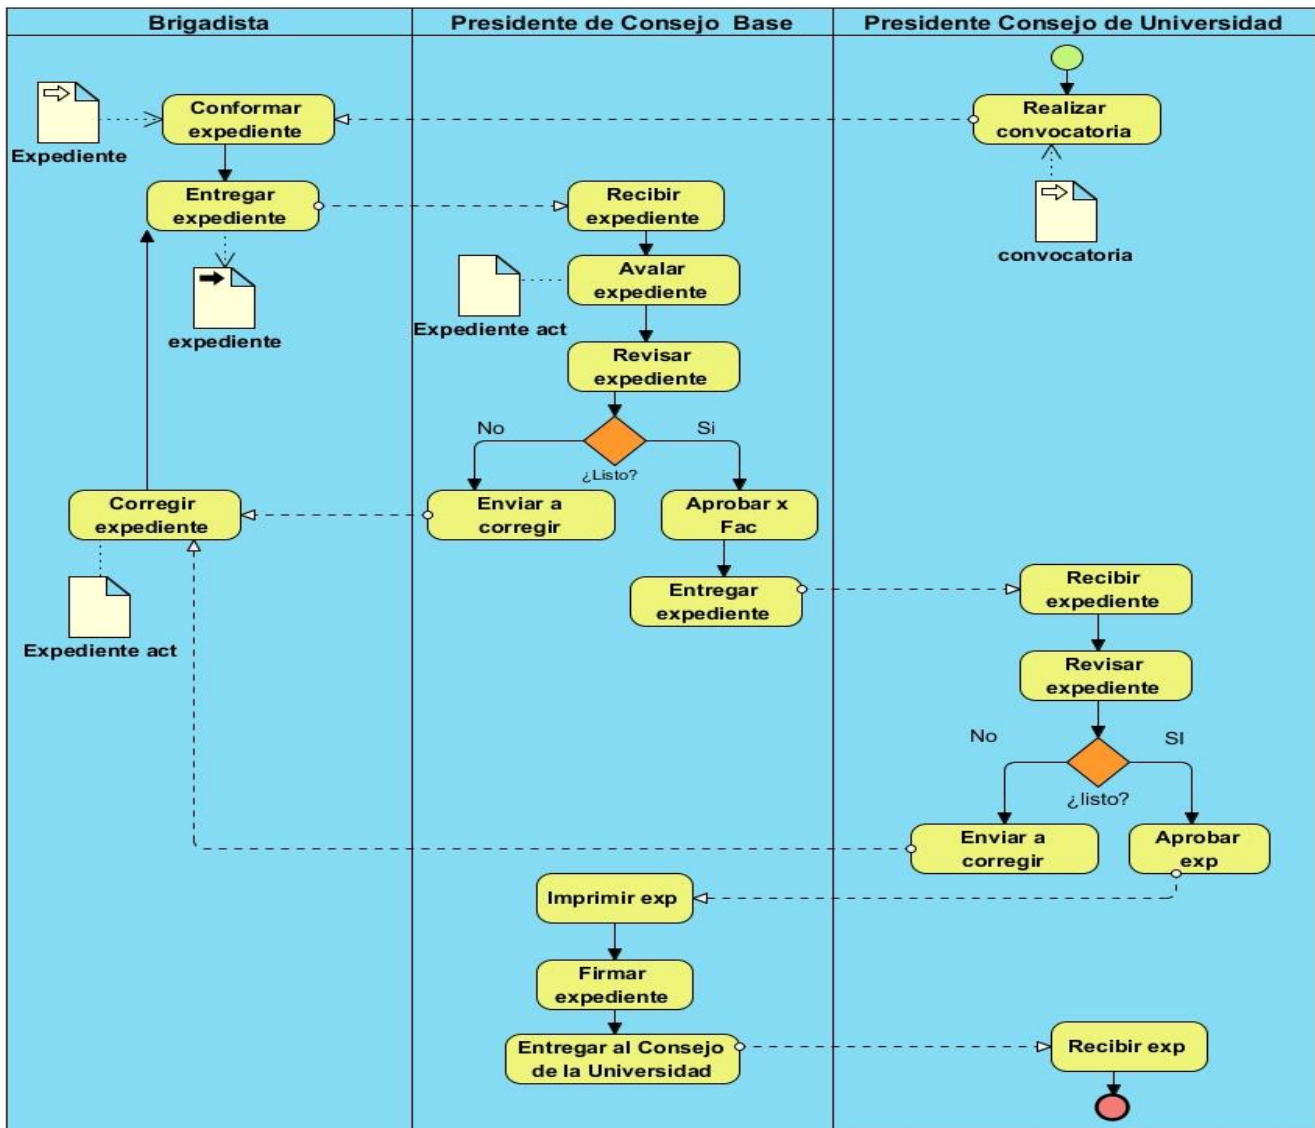 Brigadista
Presidente de Consejo Base
Presidente Consejo de Universidad
Conformar
expediente
Realizar
convocatoria
Expediente
Entregar
expediente
Recibir
expediente
convocatoria
expediente
Avalar
expediente
Expediente act
Revisar
expediente
No
Si
¿Listo?
Corregir
expediente
Enviar a
corregir
Aprobar x
Fac
Expediente act
Entregar
expediente
Recibir
expediente
Revisar
expediente
No
SI
¿listo?
Enviar a
corregir
Aprobar
exp
Imprimir exp
Firmar
expediente
Entregar al Consejo
de la Universidad
Recibir exp